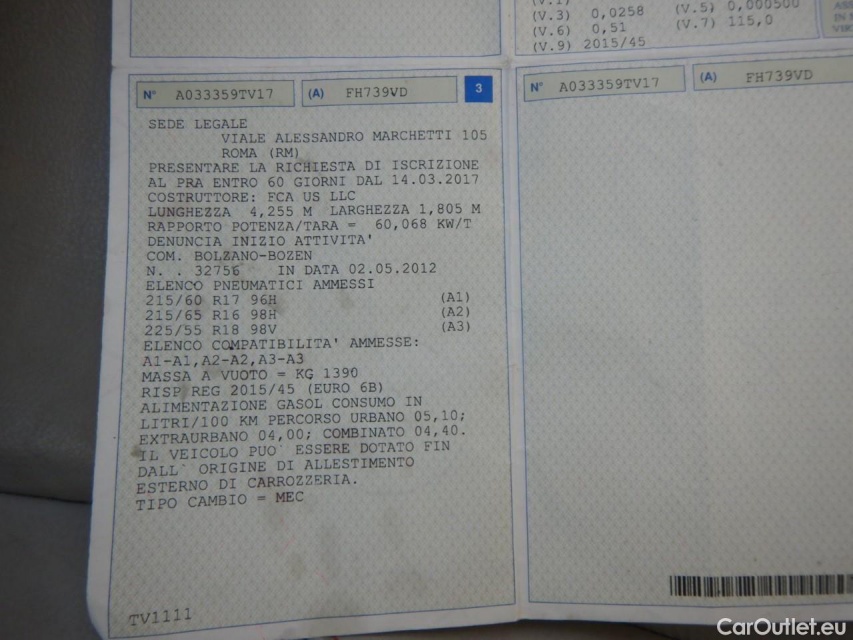 (V.3) 0,0258
(V.5) 0,000500
(V.6) 0,51
(V.7) 115,0
(V.9) 2015/45
N° A033359TV17 (A) FH739VD 3
SEDE LEGALE
VIALE ALESSANDRO MARCHETTI 105
ROMA (RM)
PRESENTARE LA RICHIESTA DI ISCRIZIONE
AL PRA ENTRO 60 GIORNI DAL 14.03.2017
COSTRUTTORE: FCA US LLC
LUNGHEZZA 4,255 M LARGHEZZA 1,805 M
RAPPORTO POTENZA/TARA = 60,068 KW/T
DENUNCIA INIZIO ATTIVITA'
COM. BOLZANO-BOZEN
N. . 32756 IN DATA 02.05.2012
ELENCO PNEUMATICI AMMESSI
215/60 R17 96H (A1)
215/65 R16 98H (A2)
225/55 R18 98V (A3)
ELENCO COMPATIBILITA' AMMESSE:
A1-A1,A2-A2,A3-A3
MASSA A VUOTO = KG 1390
RISP REG 2015/45 (EURO 6B)
ALIMENTAZIONE GASOL CONSUMO IN
LITRI/100 KM PERCORSO URBANO 05,10;
EXTRAURBANO 04,00; COMBINATO 04,40.
IL VEICOLO PUO` ESSERE DOTATO FIN
DALL` ORIGINE DI ALLESTIMENTO
ESTERNO DI CARROZZERIA.
TIPO CAMBIO = MEC
TV1111
N° A033359TV17 (A) FH739VD
CarOutlet.eu